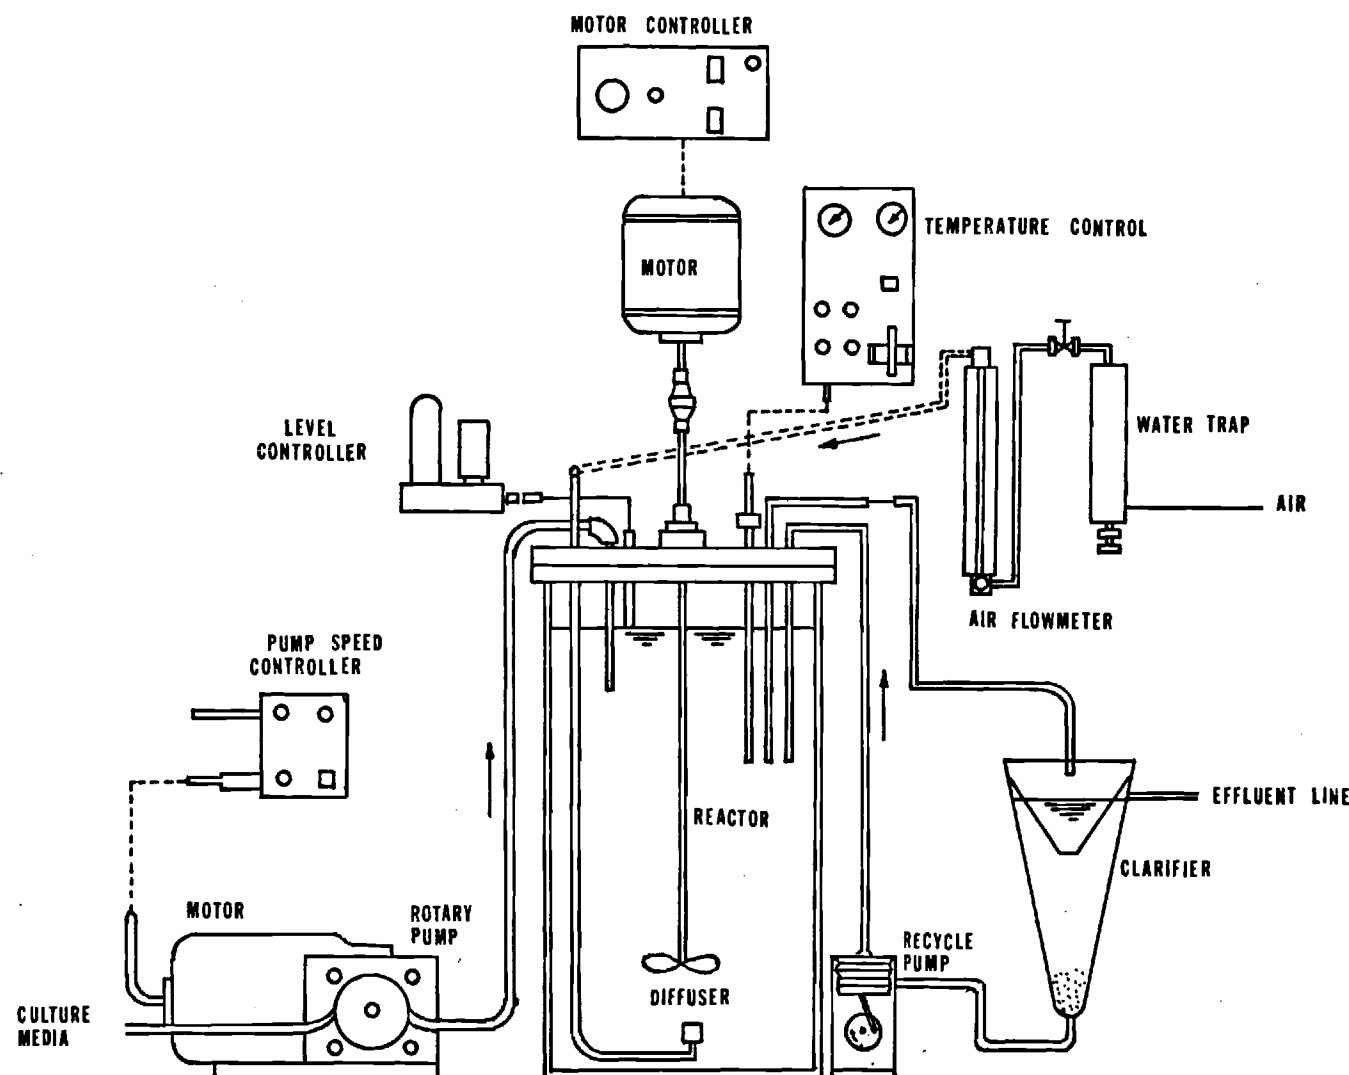 MOTOR CONTROLLER
MOTOR
TEMPERATURE CONTROL
LEVEL
CONTROLLER
WATER TRAP
AIR
AIR FLOWMETER
PUMP SPEED
CONTROLLER
REACTOR
EFFLUENT LINE
CLARIFIER
MOTOR
ROTARY
PUMP
RECYCLE
PUMP
DIFFUSER
CULTURE
MEDIA